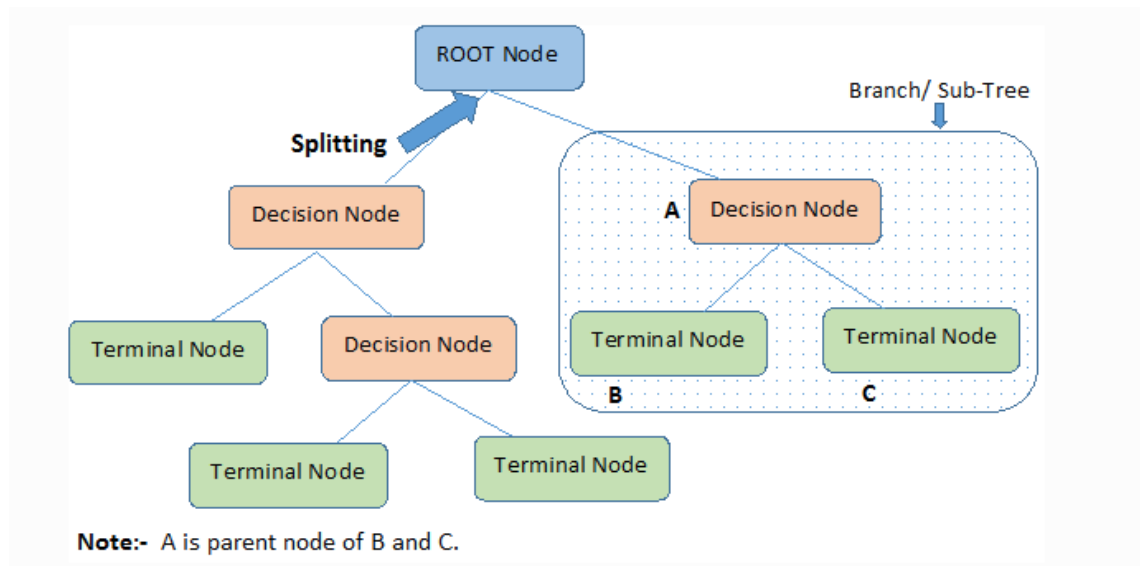 ROOT Node
Branch/ Sub-Tree
Splitting
Decision Node
A Decision Node
Terminal Node
Decision Node
Terminal Node
Terminal Node
B
C
Terminal Node
Terminal Node
Note:- A is parent node of B and C.